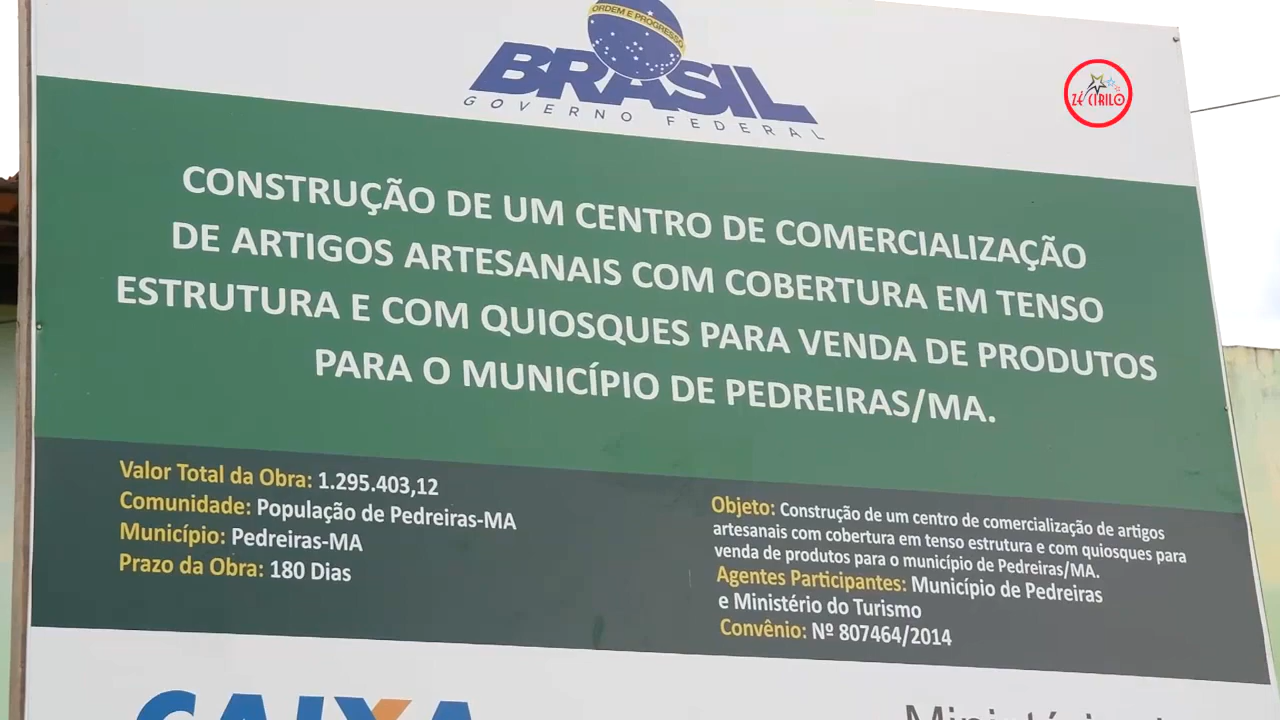 ORDEM E PROGRESSO
BRASIL
GOVERNO FEDERAL
ZÉ CIRILO
CONSTRUÇÃO DE UM CENTRO DE COMERCIALIZAÇÃO
DE ARTIGOS ARTESANAIS COM COBERTURA EM TENSO
ESTRUTURA E COM QUIOSQUES PARA VENDA DE PRODUTOS
PARA O MUNICÍPIO DE PEDREIRAS/MA.
Valor Total da Obra: 1.295.403,12
Comunidade: População de Pedreiras-MA
Município: Pedreiras-MA
Prazo da Obra: 180 Dias
Objeto: Construção de um centro de comercialização de artigos
artesanais com cobertura em tenso estrutura e com quiosques para
venda de produtos para o município de Pedreiras/MA.
Agentes Participantes: Município de Pedreiras
e Ministério do Turismo
Convênio: Nº 807464/2014
CAIXA